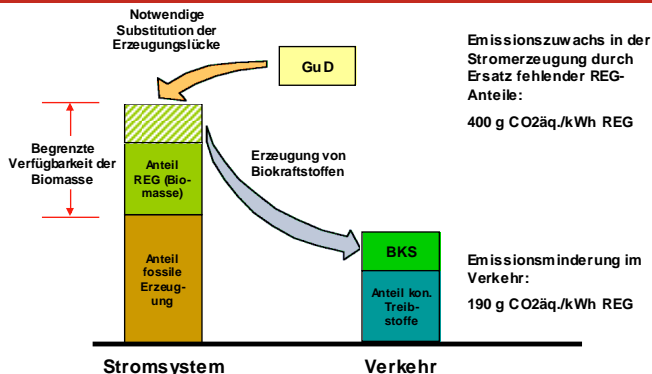 Notwendige
Substitution der
Erzeugungslücke
GuD
Emissionszuwachs in der
Stromerzeugung durch
Ersatz fehlender REG-
Anteile:
400 g CO2äq./kWh REG
Begrenzte
Verfügbarkeit der
Biomasse
Anteil
REG (Bio-
masse)
Erzeugung von
Biokraftstoffen
Anteil
fossile
Erzeug-
ung
BKS
Anteil kon.
Treib-
stoffe
Emissionsminderung im
Verkehr:
190 g CO2äq./kWh REG
Stromsystem
Verkehr